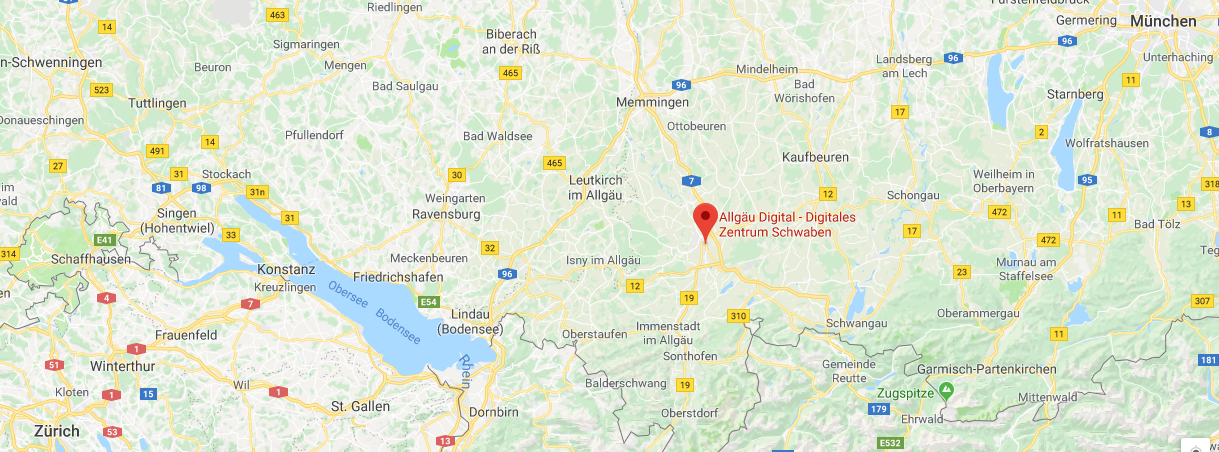 Riedlingen
Fürstenfeldbruck
463
14
Germering
München
96
Biberach
an der Riß
Sigmaringen
Unterhaching
n-Schwenningen
Beuron
Mengen
465
Mindelheim
Landsberg
am Lech
96
11
523
Bad Saulgau
96
Bad
Wörishofen
Starnberg
Tuttlingen
Memmingen
17
Donaueschingen
Pfullendorf
Bad Waldsee
Ottobeuren
2
8
14
Wolfratshausen
491
465
Kaufbeuren
27
31
Stockach
30
Leutkirch
im Allgäu
7
Weilheim in
Oberbayern
95
318
im
wald
81
98
31n
Weingarten
12
Schongau
13
Singen
(Hohentwiel)
31
Ravensburg
Allgäu Digital - Digitales
Zentrum Schwaben
472
11
Bad Tölz
33
17
E41
32
472
314
Schaffhausen
Meckenbeuren
Isny im Allgäu
Teg
Konstanz
96
23
Murnau am
Staffelsee
Kreuzlingen
Friedrichshafen
12
4
Obersee
E54
19
307
7
Bodensee
Lindau
(Bodensee)
310
Oberammergau
Frauenfeld
Oberstaufen
Immenstadt
im Allgäu
Schwangau
11
1
Sonthofen
51
Winterthur
Rhein
Gemeinde
Reutte
Garmisch-Partenkirchen
181
Kloten
1
15
Wil
1
Balderschwang
19
Zugspitze
Mittenwald
St. Gallen
Dornbirn
Oberstdorf
179
Ehrwald
Zürich
53
13
E532